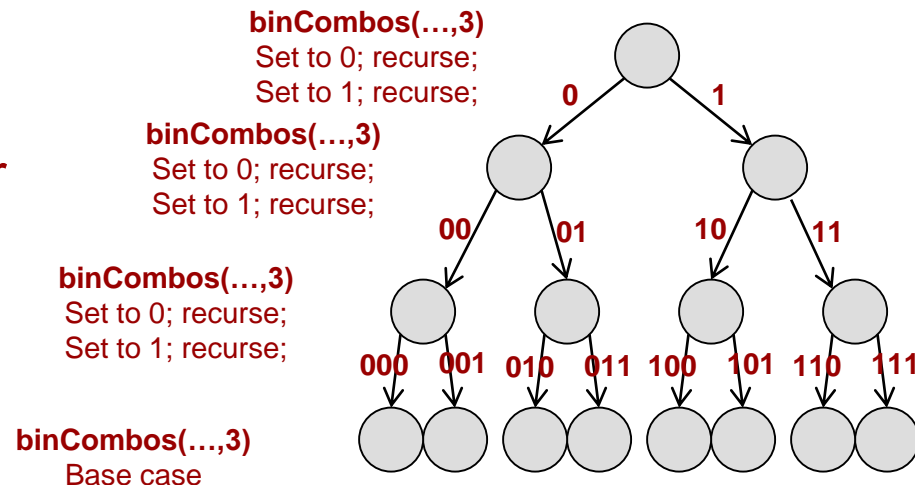 binCombos(…,3)
Set to 0; recurse;
Set to 1; recurse;
0 1
binCombos(…,3)
Set to 0; recurse;
Set to 1; recurse;
r
00 01 10 11
binCombos(…,3)
Set to 0; recurse;
Set to 1; recurse;
000 001 010 011 100 101 110 111
binCombos(…,3)
Base case